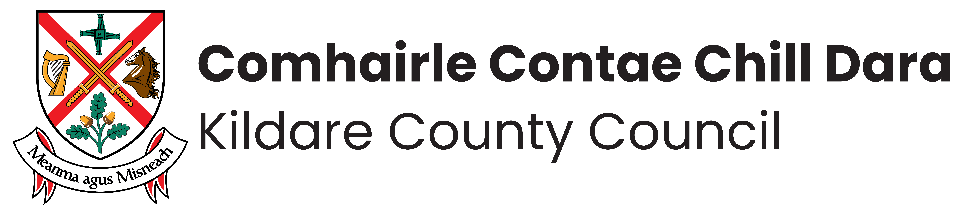 Comhairle Contae Chill Dara
Kildare County Council
Meanma agus Misneach